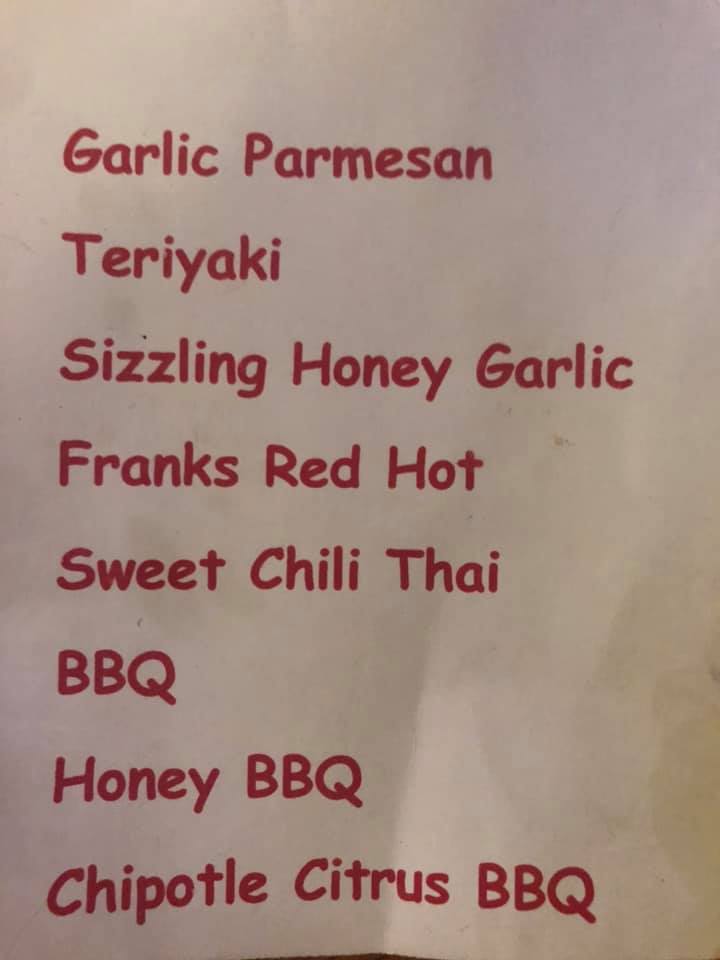 Garlic Parmesan
Teriyaki
Sizzling Honey Garlic
Franks Red Hot
Sweet Chili Thai
BBQ
Honey BBQ
Chipotle Citrus BBQ